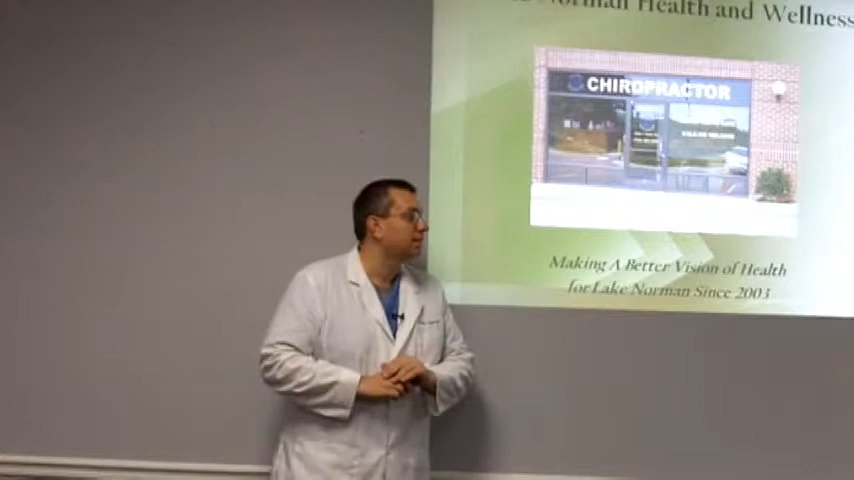 Norman Health and Wellness
CHIROPRACTOR
Making A Better Vision of Health
for Lake Norman Since 2003